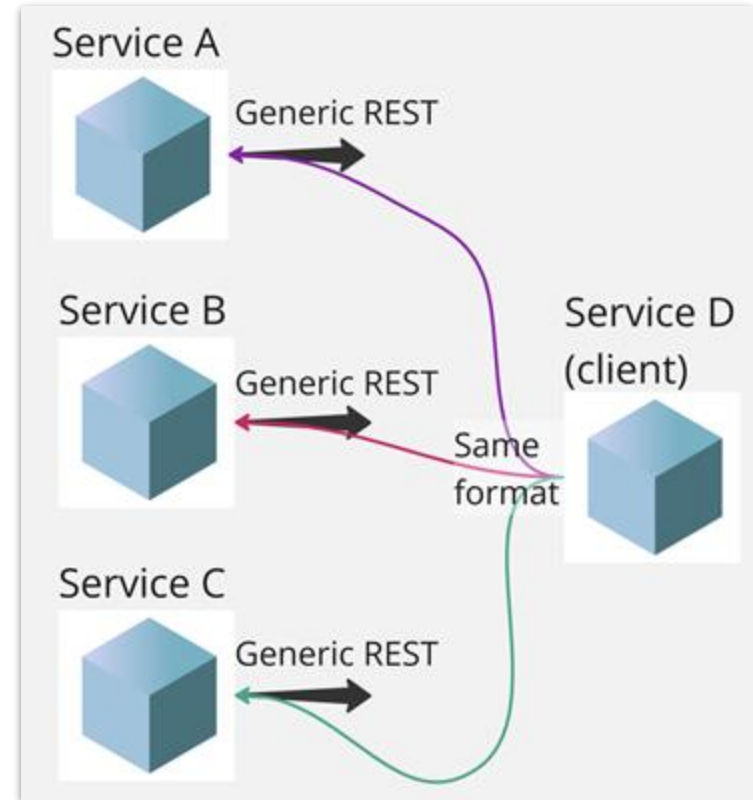 Service A
Generic REST
Service B
Generic REST
Service D
(client)
Same
format
Service C
Generic REST